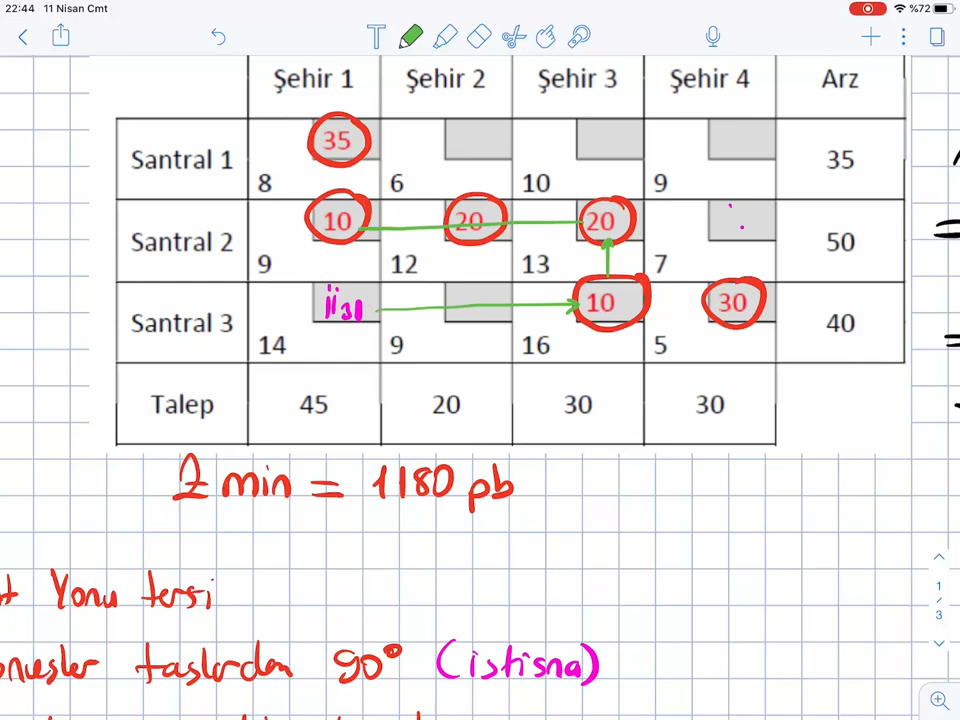 22:44 11 Nisan Cmt %72
T
Şehir 1 Şehir 2 Şehir 3 Şehir 4 Arz
35
Santral 1 35
8 6 10 9
10 20 20
Santral 2 50
9 12 13 7
10 30
Santral 3 40
14 9 16 5
Talep 45 20 30 30
Z min = 1180 pb
1
/
3
Yonu tersi
taslardan 90° (istisna)